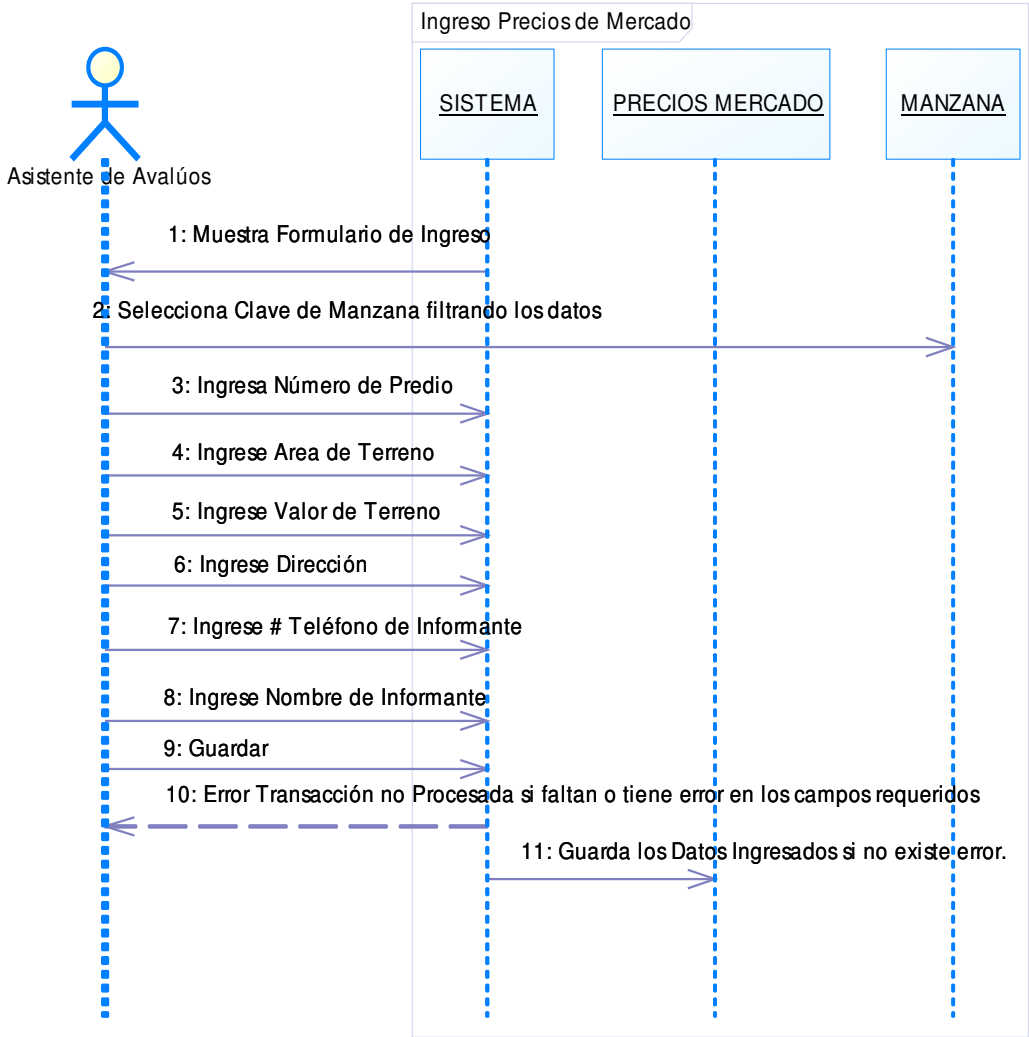 Ingreso Precios de Mercado
SISTEMA
PRECIOS MERCADO
MANZANA
Asistente de Avalúos
1: Muestra Formulario de Ingreso
2: Selecciona Clave de Manzana filtrando los datos
3: Ingresa Número de Predio
4: Ingrese Area de Terreno
5: Ingrese Valor de Terreno
6: Ingrese Dirección
7: Ingrese # Teléfono de Informante
8: Ingrese Nombre de Informante
9: Guardar
10: Error Transacción no Procesada si faltan o tiene error en los campos requeridos
11: Guarda los Datos Ingresados si no existe error.